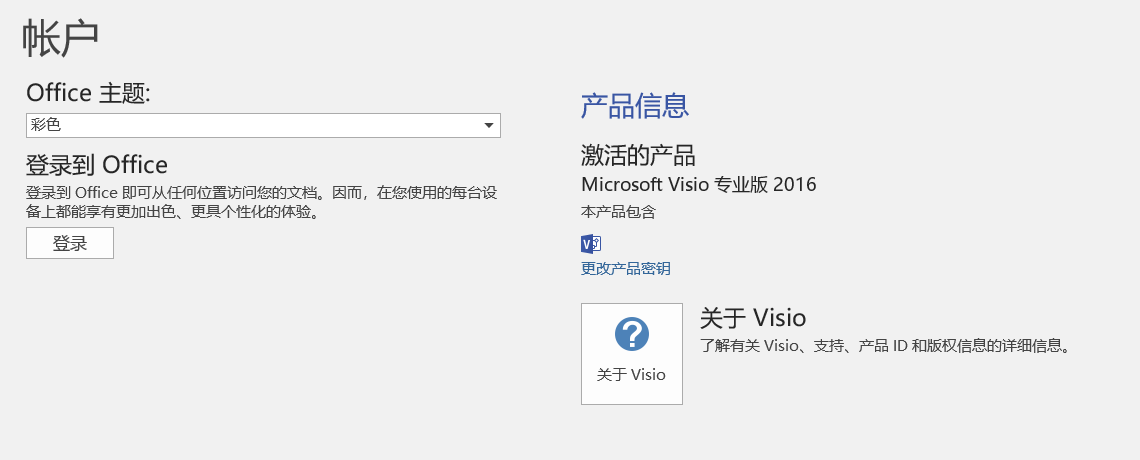 帐户
Office 主题:
彩色
登录到 Office
登录到 Office 即可从任何位置访问您的文档。因而，在您使用的每台设
备上都能享有更加出色、更具个性化的体验。
登录
产品信息
激活的产品
Microsoft Visio 专业版 2016
本产品包含
更改产品密钥
关于 Visio
关于 Visio
了解有关 Visio、支持、产品 ID 和版权信息的详细信息。